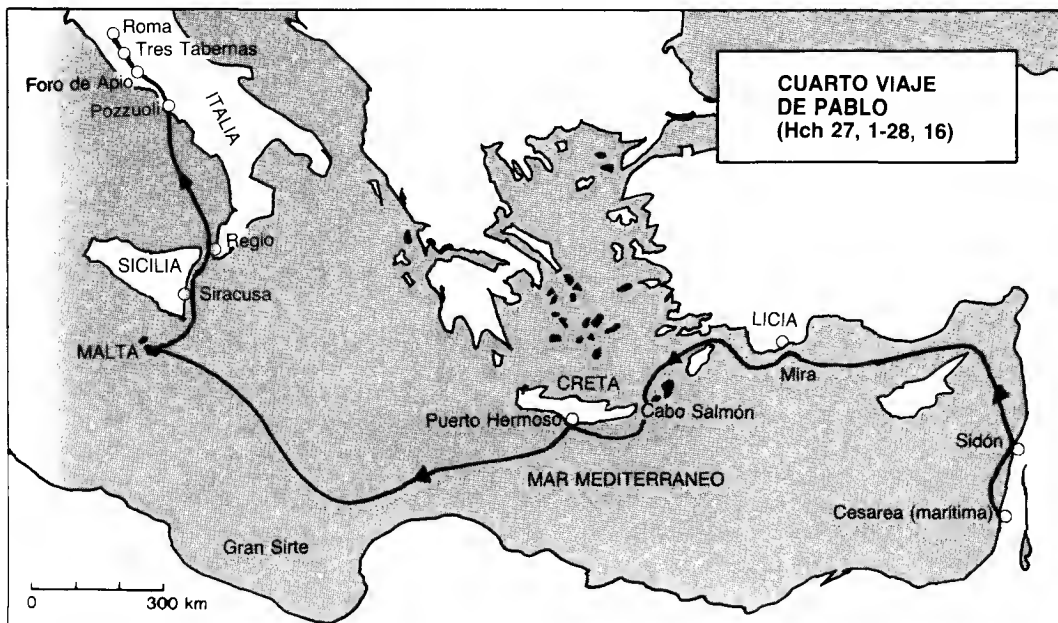 CUARTO VIAJE
DE PABLO
(Hch 27, 1-28, 16)
Roma
Tres Tabernas
Foro de Apio
Pozzuoli
ITALIA
Regio
SICILIA
Siracusa
MALTA
LICIA
Mira
CRETA
Cabo Salmón
Puerto Hermoso
Sidón
MAR MEDITERRANEO
Cesarea (marítima)
Gran Sirte
0 300 km